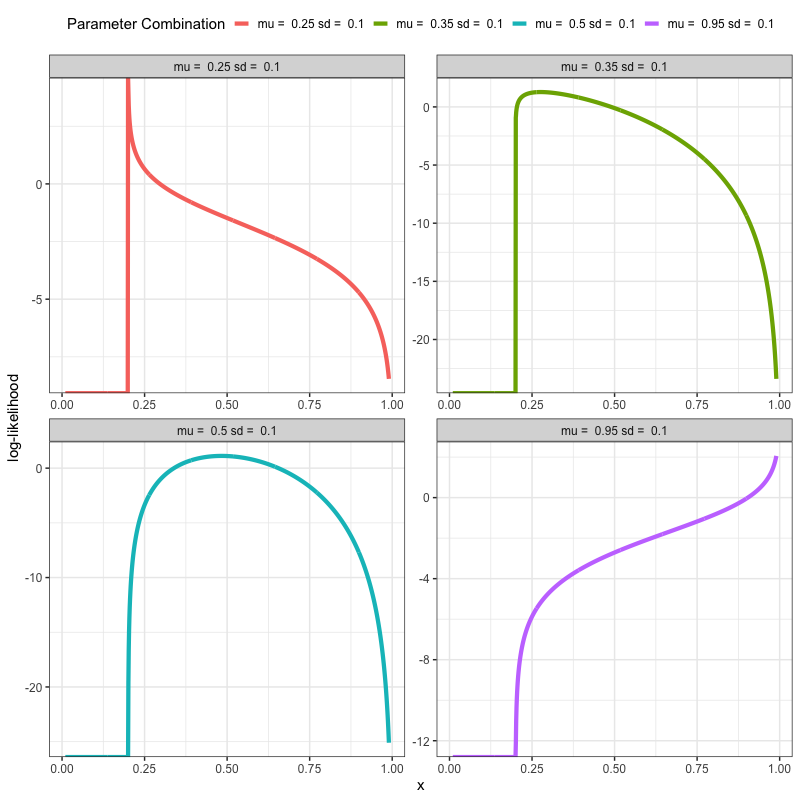 Parameter Combination mu = 0.25 sd = 0.1 mu = 0.35 sd = 0.1 mu = 0.5 sd = 0.1 mu = 0.95 sd = 0.1
mu = 0.25 sd = 0.1
mu = 0.35 sd = 0.1
0
-5
0.00 0.25 0.50 0.75 1.00
0
-5
-10
-15
-20
0.00 0.25 0.50 0.75 1.00
mu = 0.5 sd = 0.1
mu = 0.95 sd = 0.1
0
-10
-20
0.00 0.25 0.50 0.75 1.00
0
-4
-8
-12
0.00 0.25 0.50 0.75 1.00
log-likelihood
x